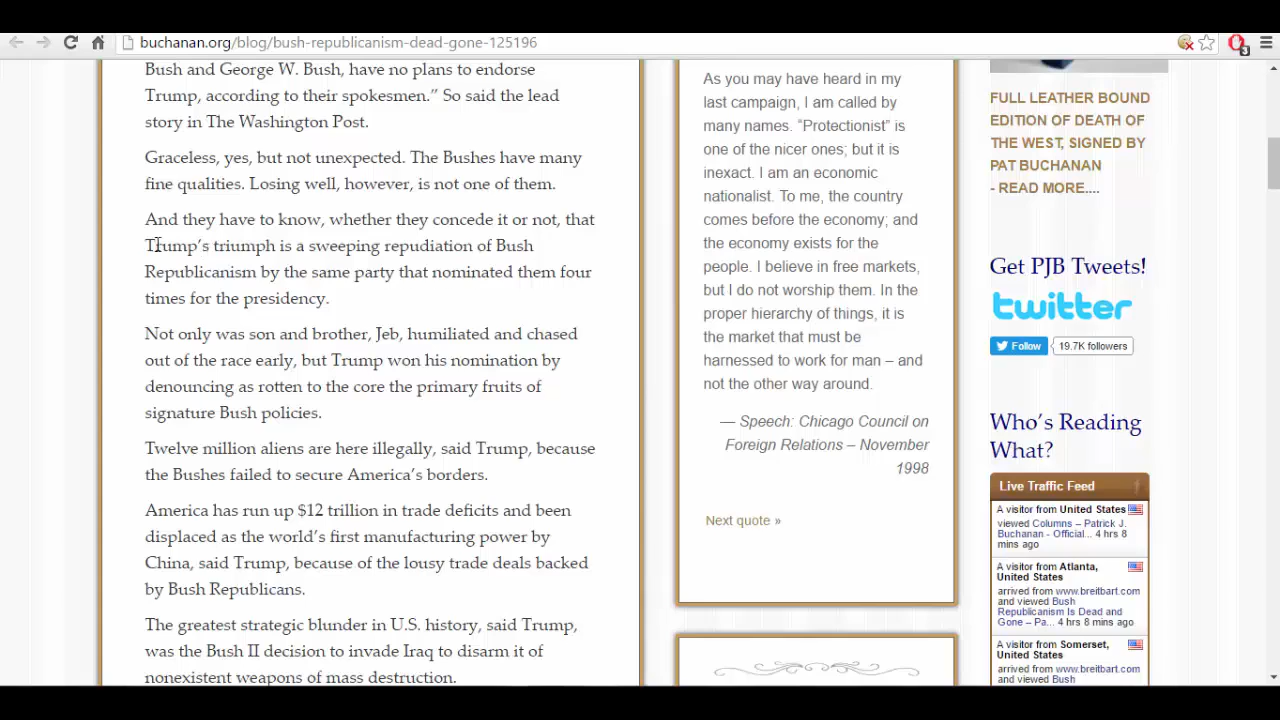 buchanan.org/blog/bush-republicanism-dead-gone-125196
3
Bush and George W. Bush, have no plans to endorse
Trump, according to their spokesmen.” So said the lead
story in The Washington Post.
Graceless, yes, but not unexpected. The Bushes have many
fine qualities. Losing well, however, is not one of them.
And they have to know, whether they concede it or not, that
Trump’s triumph is a sweeping repudiation of Bush
Republicanism by the same party that nominated them four
times for the presidency.
Not only was son and brother, Jeb, humiliated and chased
out of the race early, but Trump won his nomination by
denouncing as rotten to the core the primary fruits of
signature Bush policies.
Twelve million aliens are here illegally, said Trump, because
the Bushes failed to secure America’s borders.
America has run up $12 trillion in trade deficits and been
displaced as the world’s first manufacturing power by
China, said Trump, because of the lousy trade deals backed
by Bush Republicans.
The greatest strategic blunder in U.S. history, said Trump,
was the Bush II decision to invade Iraq to disarm it of
nonexistent weapons of mass destruction.
As you may have heard in my
last campaign, I am called by
many names. “Protectionist” is
one of the nicer ones; but it is
inexact. I am an economic
nationalist. To me, the country
comes before the economy; and
the economy exists for the
people. I believe in free markets,
but I do not worship them. In the
proper hierarchy of things, it is
the market that must be
harnessed to work for man – and
not the other way around.
— Speech: Chicago Council on
Foreign Relations – November
1998
Next quote »
FULL LEATHER BOUND
EDITION OF DEATH OF
THE WEST, SIGNED BY
PAT BUCHANAN
- READ MORE....
Get PJB Tweets!
twitter
Follow
19.7K followers
Who’s Reading
What?
Live Traffic Feed
A visitor from United States
viewed Columns – Patrick J.
Buchanan - Official... 4 hrs 8
mins ago
A visitor from Atlanta,
United States
arrived from www.breitbart.com
and viewed Bush
Republicanism Is Dead and
Gone – Pa... 4 hrs 8 mins ago
A visitor from Somerset,
United States
arrived from www.breitbart.com
and viewed Bush